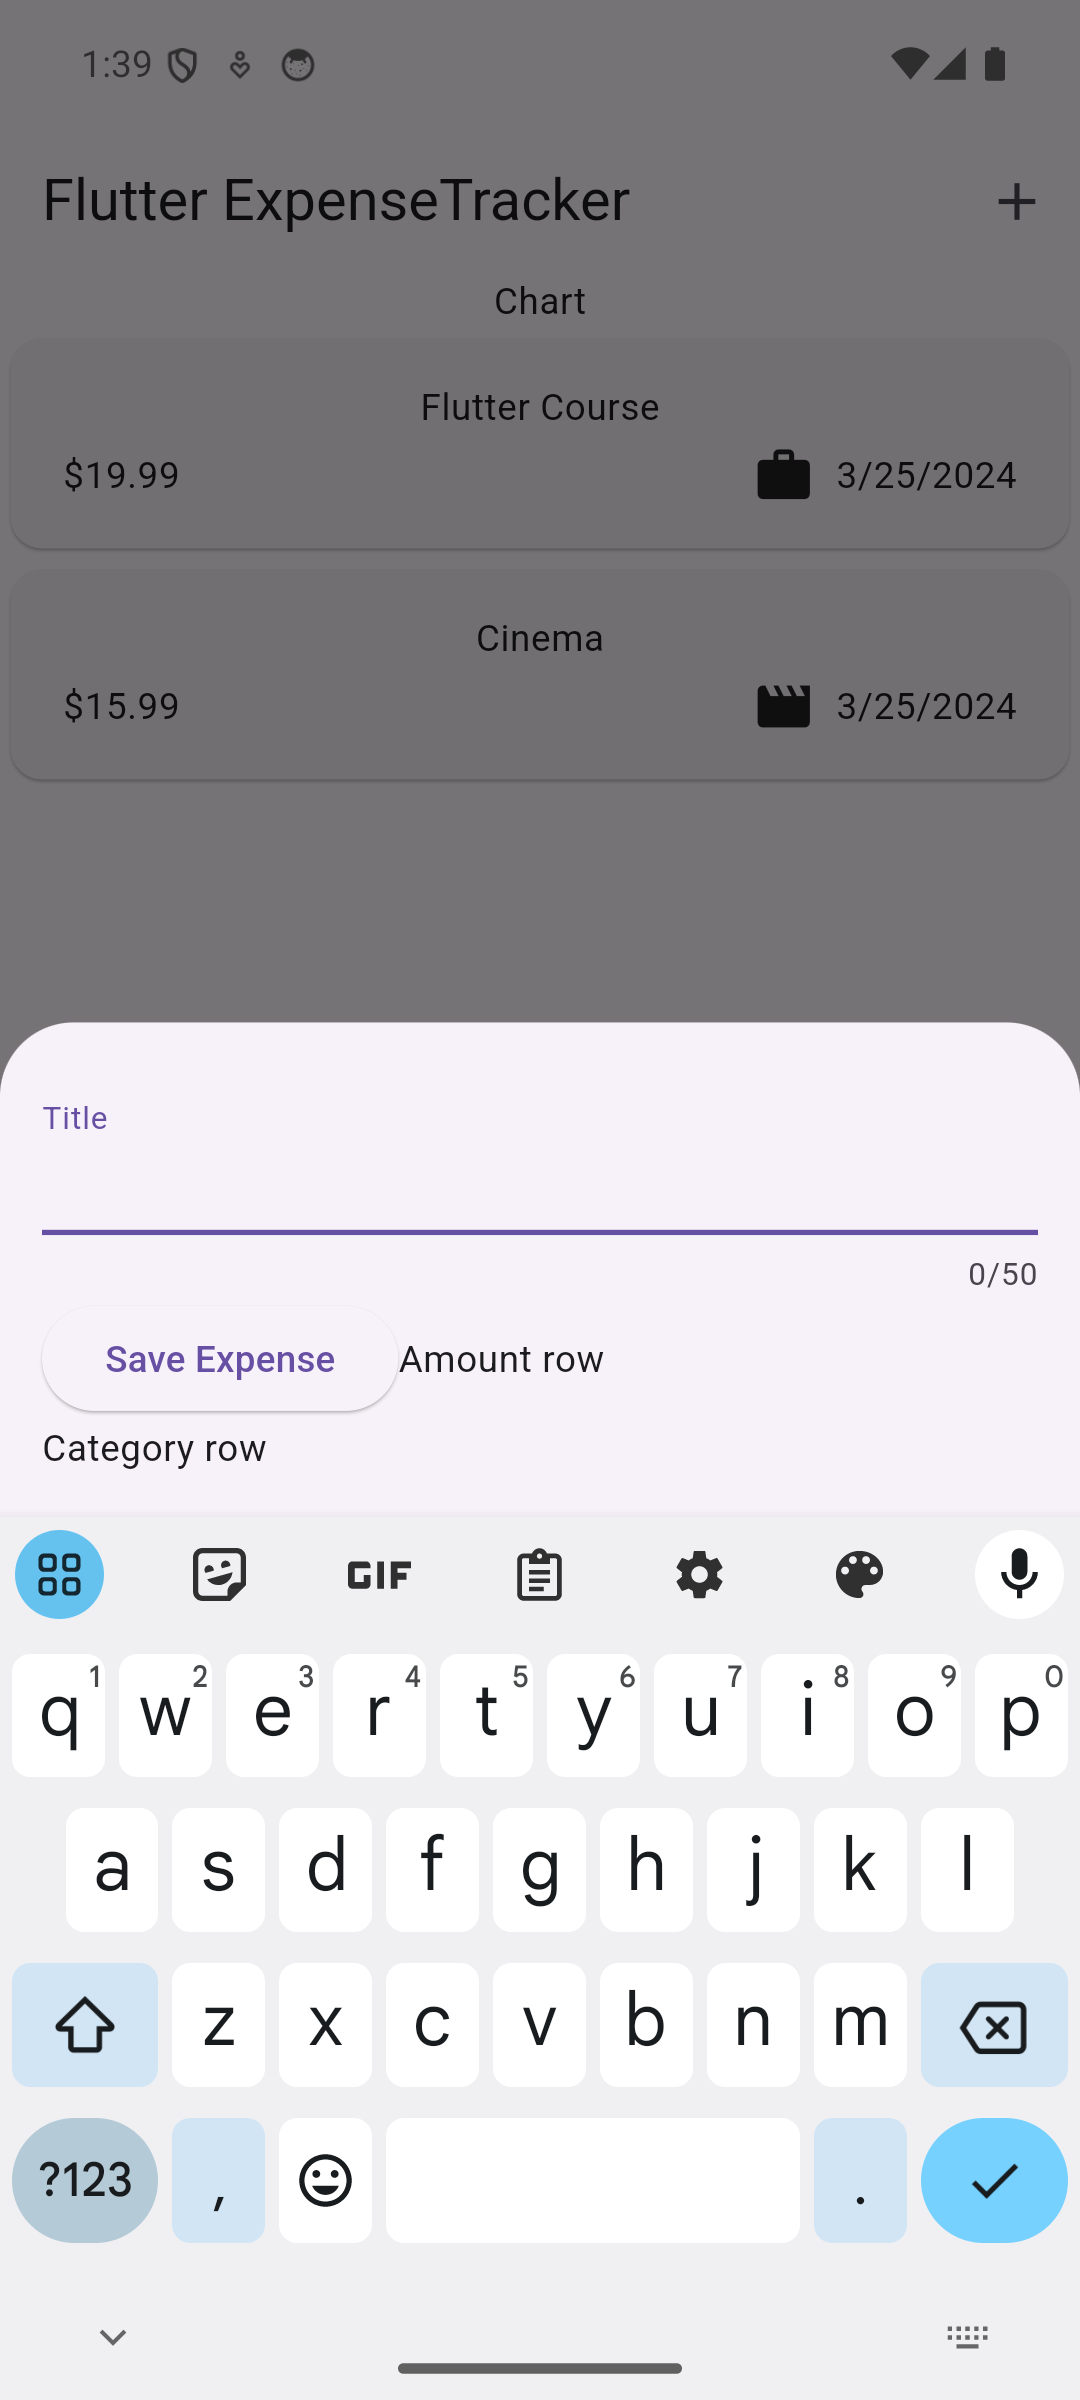 1:39
Flutter ExpenseTracker
Chart
Flutter Course
$19.99 3/25/2024
Cinema
$15.99 3/25/2024
Title
0/50
Save Expense Amount row
Category row
GIF
q1 w2 e3 r4 t5 y6 u7 i8 o9 p0
a s d f g h j k l
z x c v b n m
?123 , .